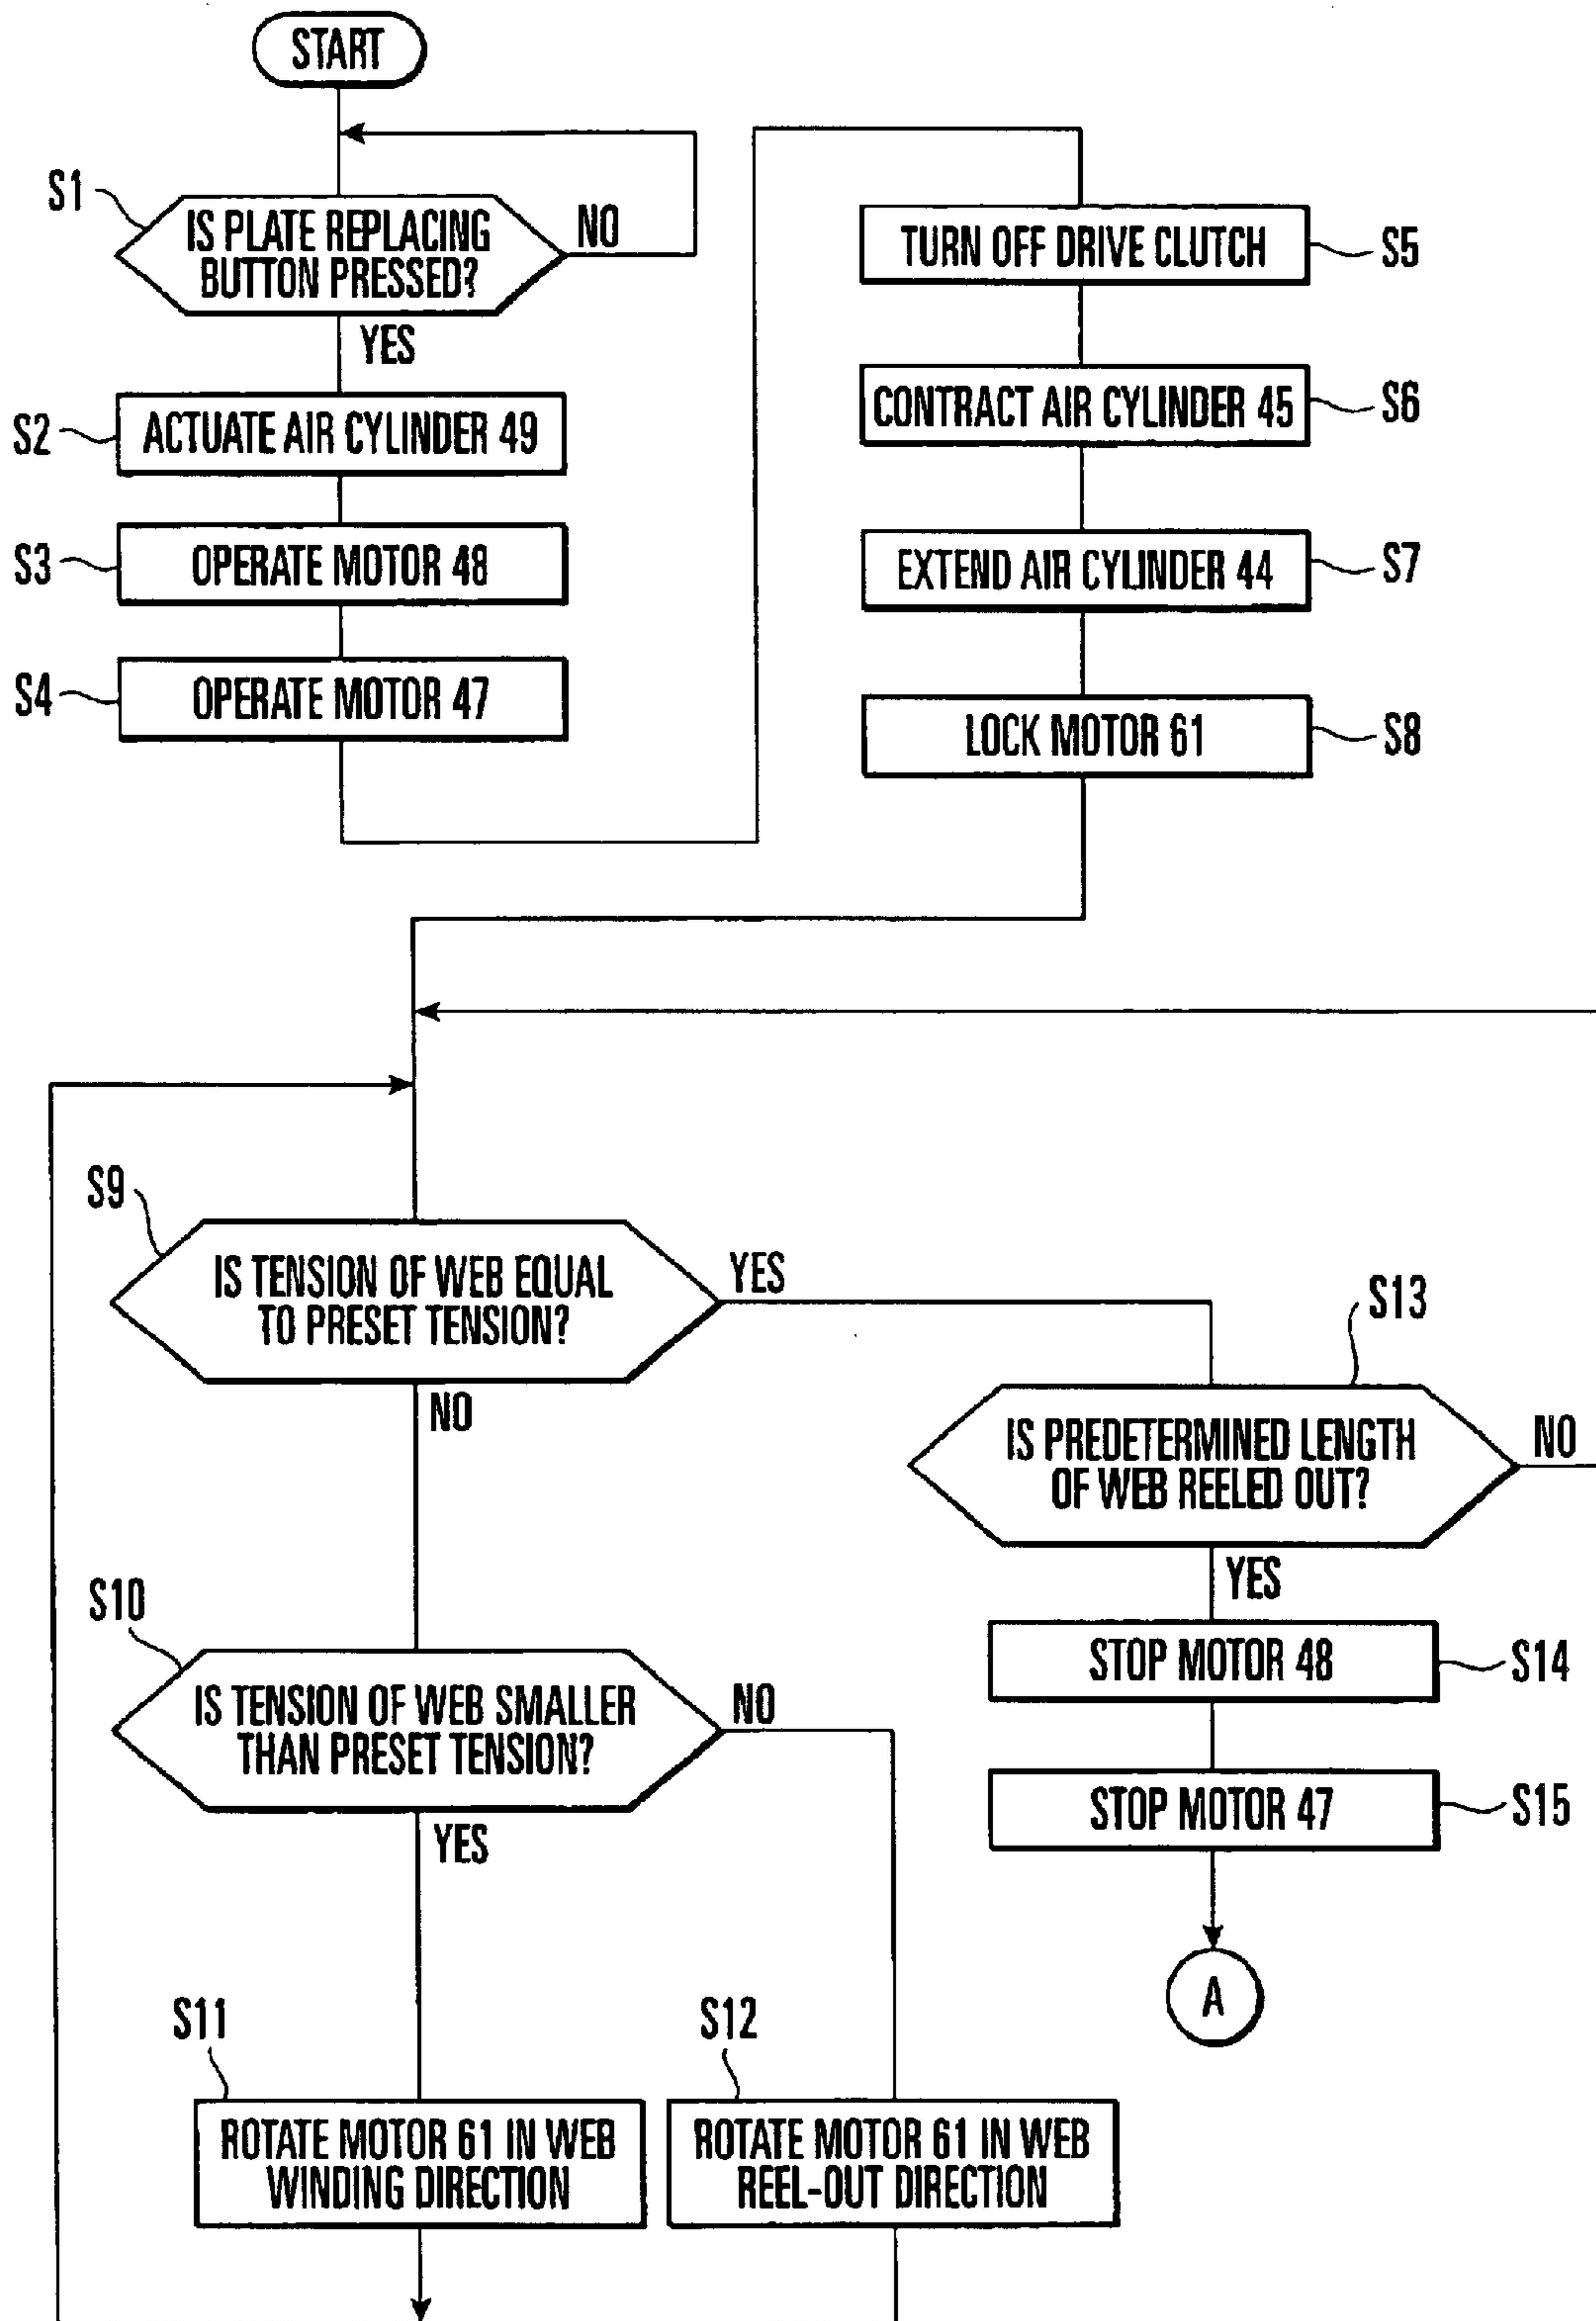 START
S1
IS PLATE REPLACING
BUTTON PRESSED?
NO
YES
S2
ACTUATE AIR CYLINDER 49
S3
OPERATE MOTOR 48
S4
OPERATE MOTOR 47
TURN OFF DRIVE CLUTCH
S5
CONTRACT AIR CYLINDER 45
S6
EXTEND AIR CYLINDER 44
S7
LOCK MOTOR 61
S8
S9
IS TENSION OF WEB EQUAL
TO PRESET TENSION?
YES
NO
S10
IS TENSION OF WEB SMALLER
THAN PRESET TENSION?
NO
YES
S11
ROTATE MOTOR 61 IN WEB
WINDING DIRECTION
S12
ROTATE MOTOR 61 IN WEB
REEL-OUT DIRECTION
S13
IS PREDETERMINED LENGTH
OF WEB REELED OUT?
NO
YES
STOP MOTOR 48
S14
STOP MOTOR 47
S15
A